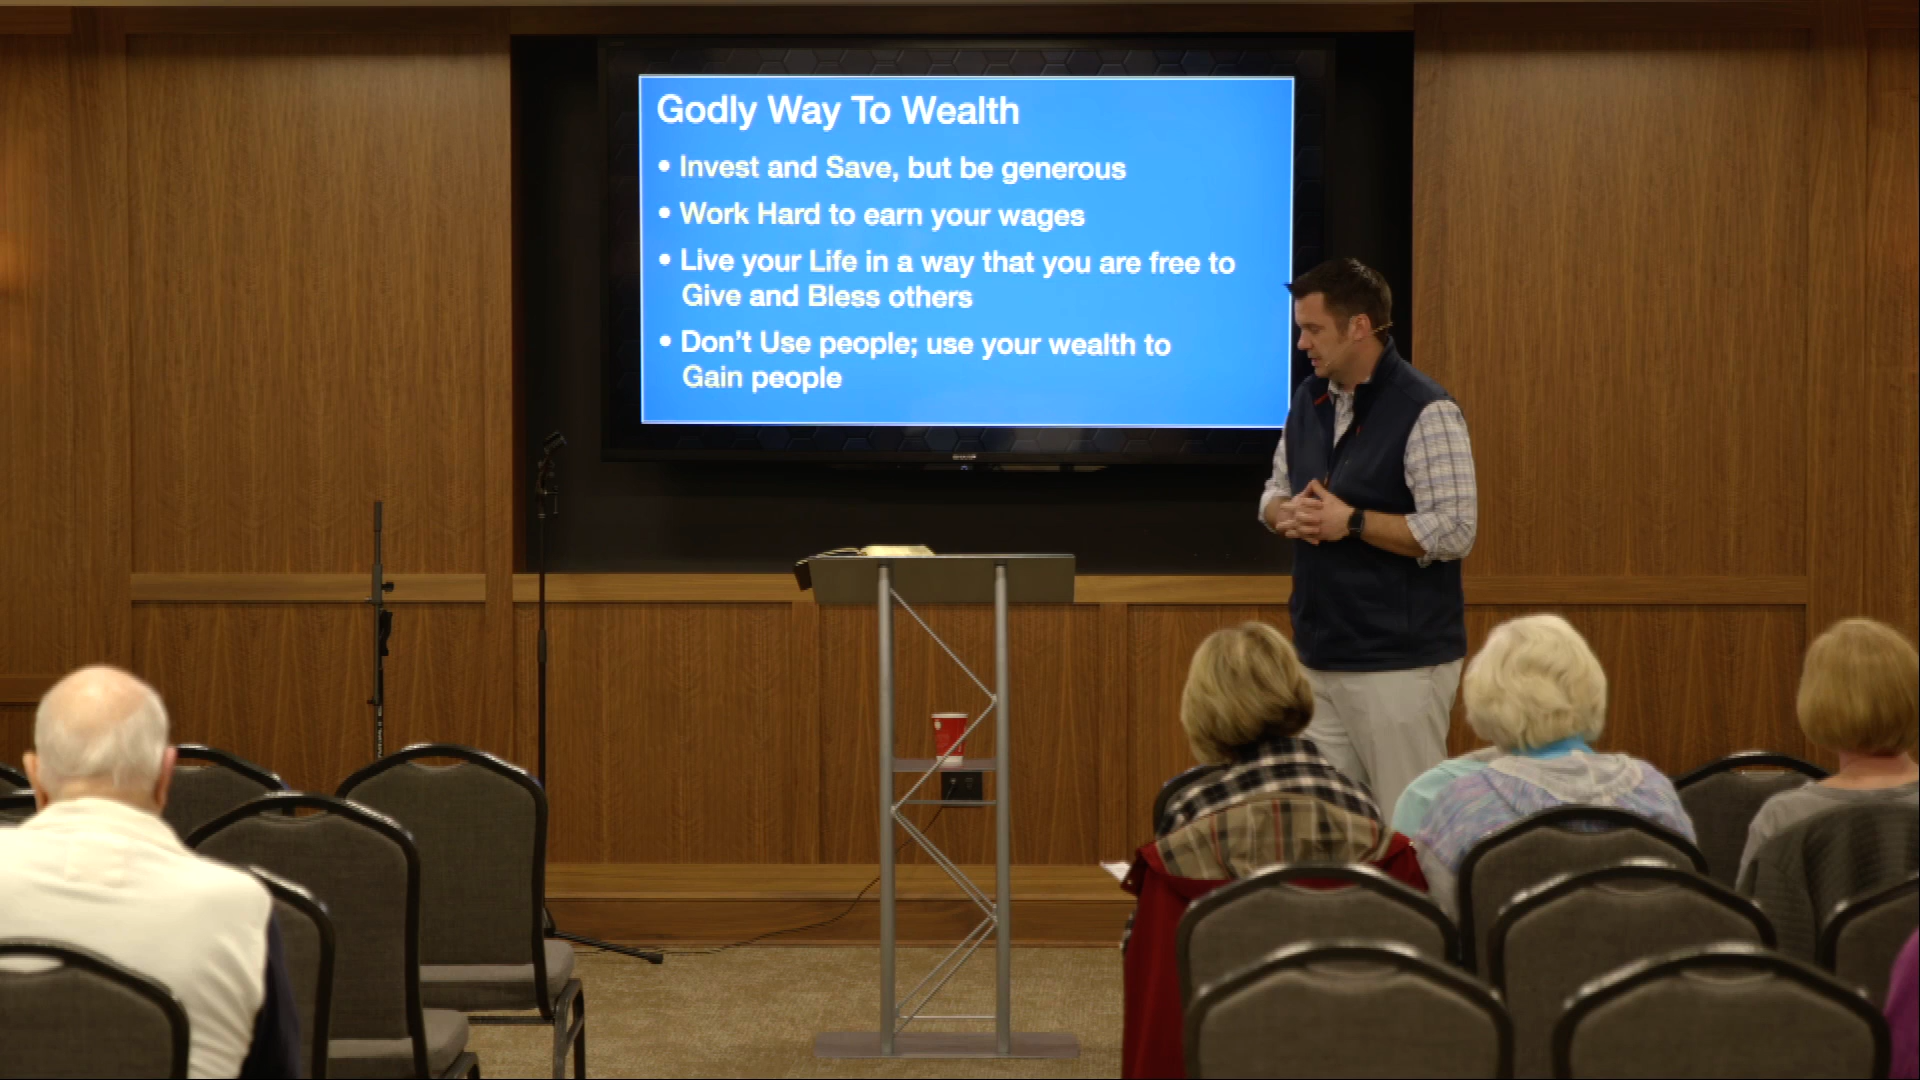 Godly Way To Wealth
• Invest and Save, but be generous
• Work Hard to earn your wages
• Live your Life in a way that you are free to
Give and Bless others
• Don't Use people; use your wealth to
Gain people